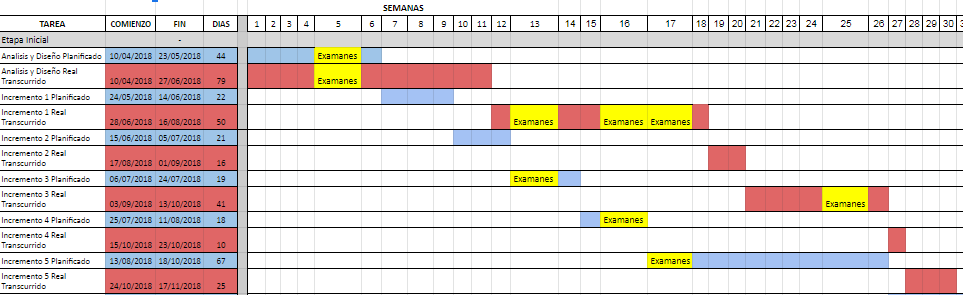 SEMANAS
TAREA COMIENZO FIN DIAS 1 2 3 4 5 6 7 8 9 10 11 12 13 14 15 16 17 18 19 20 21 22 23 24 25 26 27 28 29 30
Etapa Inicial -
Analisis y Diseño Planificado 10/04/2018 23/05/2018 44 Examanes
Analisis y Diseño Real
Transcurrido 10/04/2018 27/06/2018 79 Examanes
Incremento 1 Planificado 24/05/2018 14/06/2018 22
Incremento 1 Real
Transcurrido 28/06/2018 16/08/2018 50 Examanes Examanes Examanes
Incremento 2 Planificado 15/06/2018 05/07/2018 21
Incremento 2 Real
Transcurrido 17/08/2018 01/09/2018 16
Incremento 3 Planificado 06/07/2018 24/07/2018 19 Examanes
Incremento 3 Real
Transcurrido 03/09/2018 13/10/2018 41 Examanes
Incremento 4 Planificado 25/07/2018 11/08/2018 18 Examanes
Incremento 4 Real
Transcurrido 15/10/2018 23/10/2018 10
Incremento 5 Planificado 13/08/2018 18/10/2018 67 Examanes
Incremento 5 Real
Transcurrido 24/10/2018 17/11/2018 25